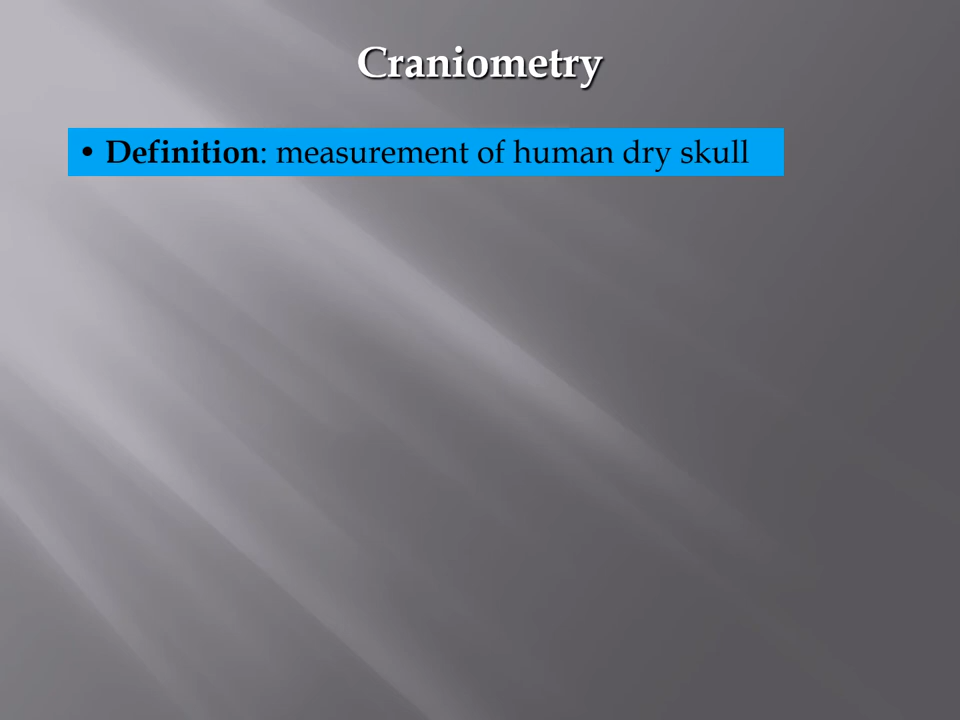 Craniometry
• Definition: measurement of human dry skull